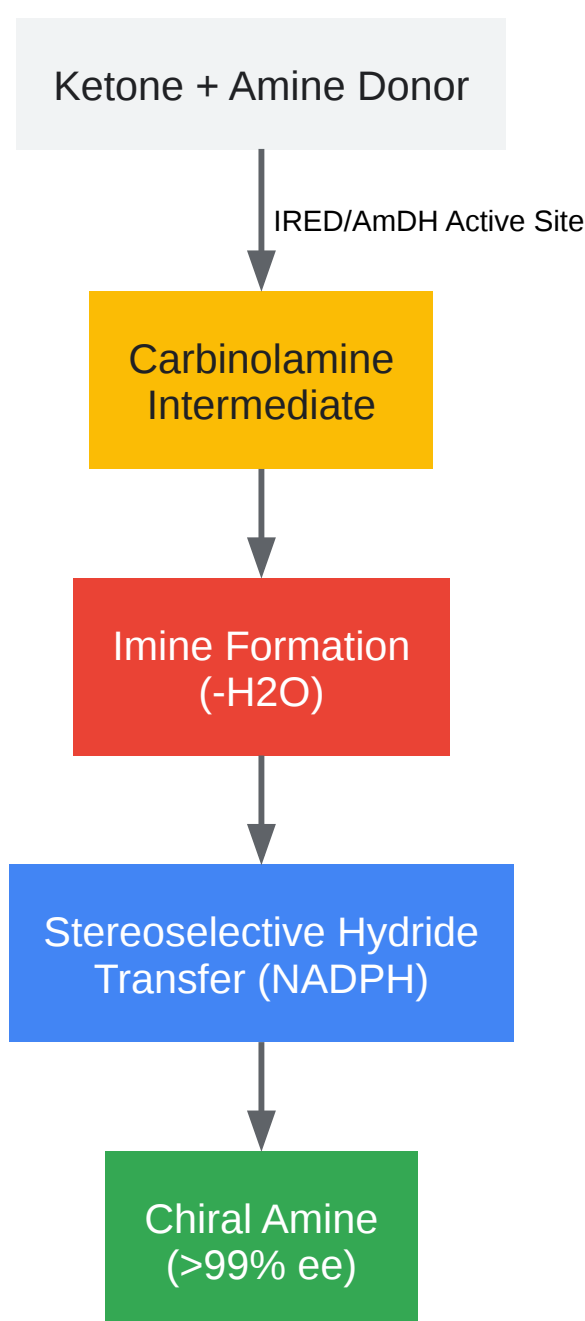 Ketone + Amine Donor
IRED/AmDH Active Site
Carbinolamine
Intermediate
Imine Formation
(-H2O)
Stereoselective Hydride
Transfer (NADPH)
Chiral Amine
(>99% ee)